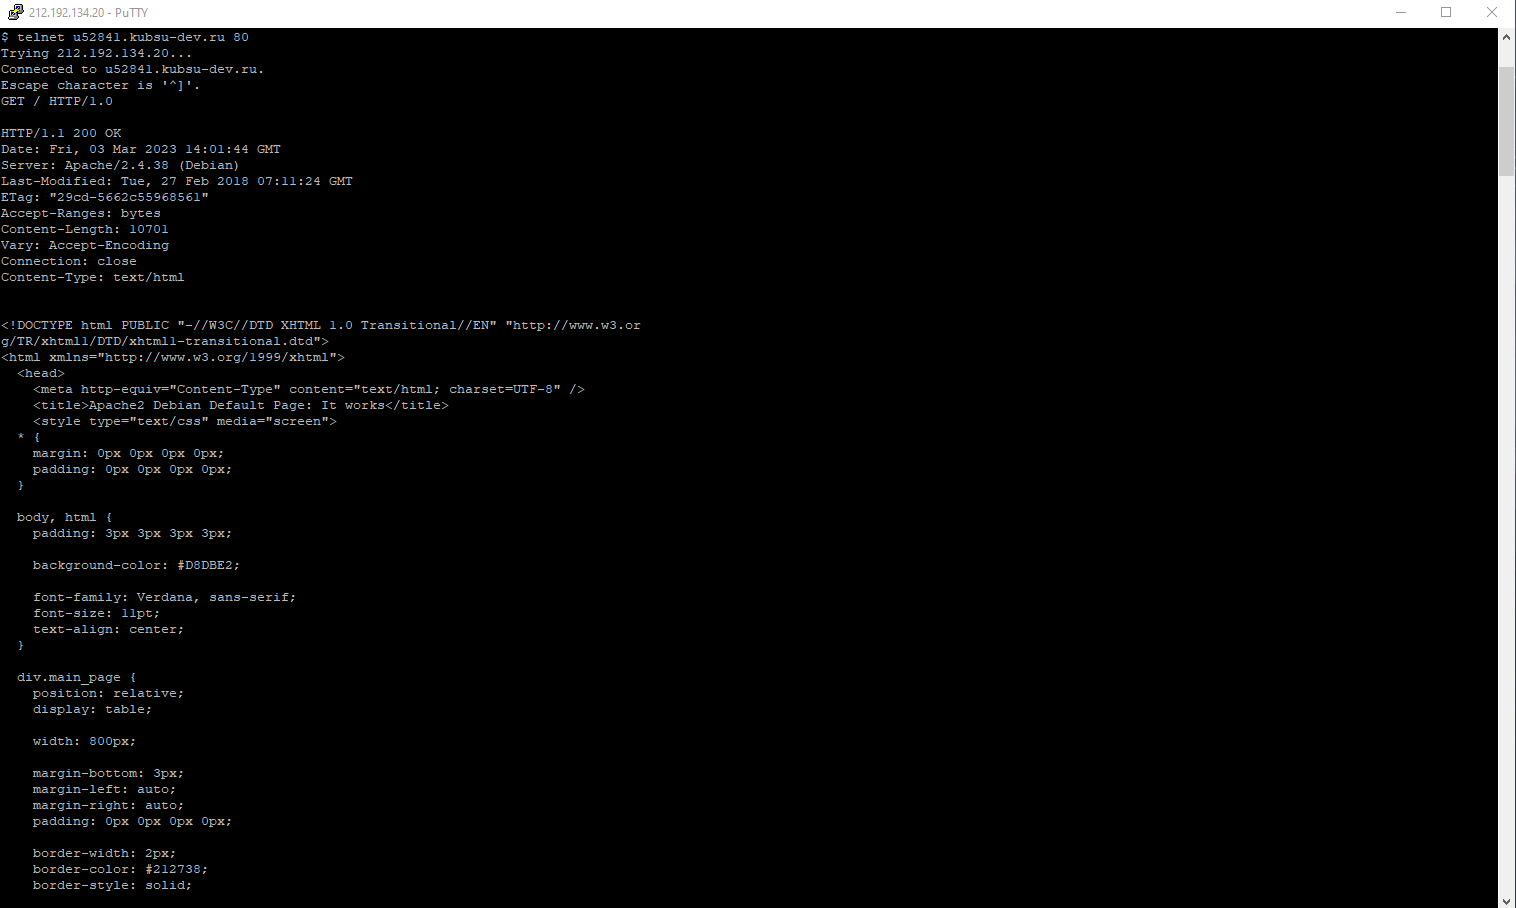 212.192.134.20 - PuTTY
$ telnet u52841.kubsu-dev.ru 80
Trying 212.192.134.20...
Connected to u52841.kubsu-dev.ru.
Escape character is '^]'.
GET / HTTP/1.0

HTTP/1.1 200 OK
Date: Fri, 03 Mar 2023 14:01:44 GMT
Server: Apache/2.4.38 (Debian)
Last-Modified: Tue, 27 Feb 2018 07:11:24 GMT
ETag: "29cd-5662c55968561"
Accept-Ranges: bytes
Content-Length: 10701
Vary: Accept-Encoding
Connection: close
Content-Type: text/html

<!DOCTYPE html PUBLIC "-//W3C//DTD XHTML 1.0 Transitional//EN" "http://www.w3.or
g/TR/xhtml1/DTD/xhtml1-transitional.dtd">
<html xmlns="http://www.w3.org/1999/xhtml">
  <head>
    <meta http-equiv="Content-Type" content="text/html; charset=UTF-8" />
    <title>Apache2 Debian Default Page: It works</title>
    <style type="text/css" media="screen">
  * {
    margin: 0px 0px 0px 0px;
    padding: 0px 0px 0px 0px;
  }

  body, html {
    padding: 3px 3px 3px 3px;

    background-color: #D8DBE2;

    font-family: Verdana, sans-serif;
    font-size: 11pt;
    text-align: center;
  }

  div.main_page {
    position: relative;
    display: table;

    width: 800px;

    margin-bottom: 3px;
    margin-left: auto;
    margin-right: auto;
    padding: 0px 0px 0px 0px;

    border-width: 2px;
    border-color: #212738;
    border-style: solid;